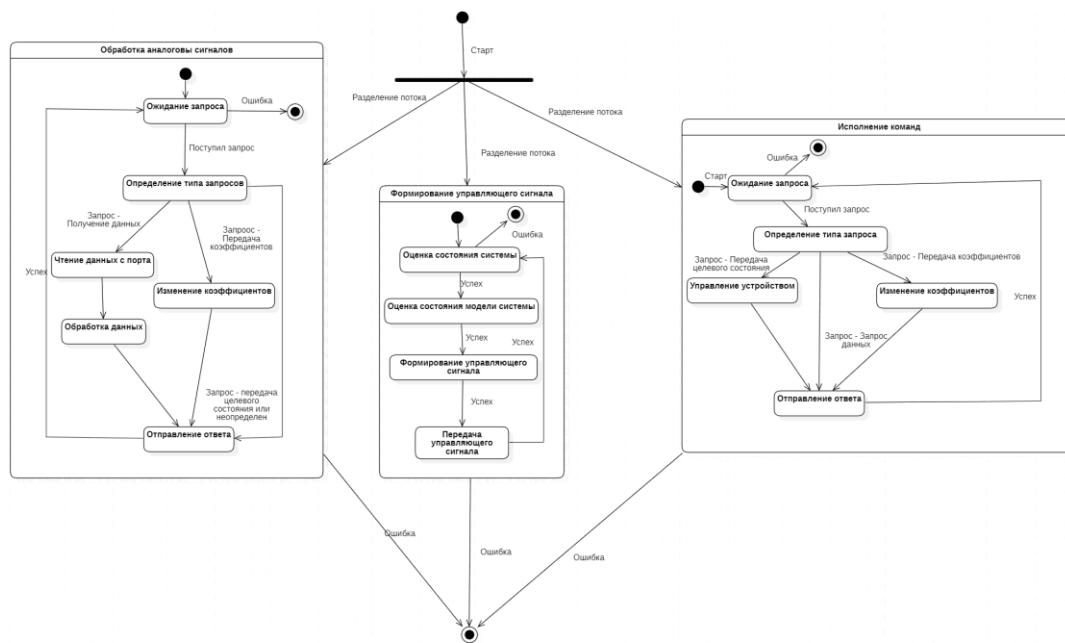 Старт
Разделение потока
Разделение потока
Разделение потока
Обработка аналоговы сигналов
Ожидание запроса
Ошибка
Поступил запрос
Определение типа запросов
Запрос -
Получение данных
Запроос -
Передача
коэффициентов
Чтение данных с порта
Успех
Изменение коэффициентов
Обработка данных
Запрос - передача
целевого
состояния или
неопределен
Отправление ответа
Формирование управляющего сигнала
Ошибка
Оценка состояния системы
Успех
Оценка состояния модели системы
Успех
Успех
Формирование управляющего
сигнала
Успех
Передача
управляющего
сигнала
Исполнение команд
Ошибка
Старт
Ожидание запроса
Поступил запрос
Определение типа запроса
Запрос - Передача
целевого состояния
Запрос - Передача коэффициентов
Управление устройством
Изменение коэффициентов
Успех
Запрос - Запрос
данных
Отправление ответа
Ошибка
Ошибка
Ошибка